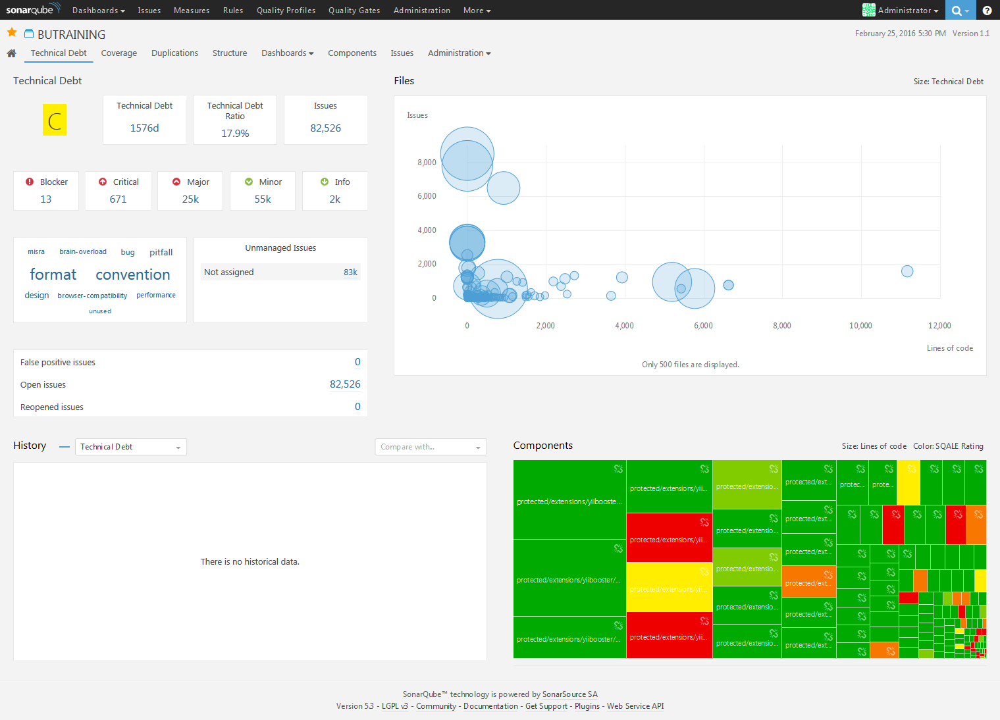 sonarqube Dashboards Issues Measures Rules Quality Profiles Quality Gates Administration More Administrator ?
BUTRAINING
February 25, 2016 5:30 PM Version 1.1
Technical Debt Coverage Duplications Structure Dashboards Components Issues Administration
Technical Debt
C
Technical Debt
1576d
Technical Debt
Ratio
17.9%
Issues
82,526
Blocker
13
Critical
671
Major
25k
Minor
55k
Info
2k
misra brain-overload bug pitfall
format convention
design browser-compatibility performance
unused
Unmanaged Issues
Not assigned 83k
False positive issues 0
Open issues 82,526
Reopened issues 0
Files
Size: Technical Debt
Issues
8,000
6,000
4,000
2,000
0
0 2,000 4,000 6,000 8,000 10,000 12,000
Lines of code
Only 500 files are displayed.
History Technical Debt Compare with...
There is no historical data.
Components
Size: Lines of code Color: SQALE Rating
protected/extensions/yiibooste...
protected/extensions/yiibooster/...
protected/extensions/yiibooster/...
protected/extensions/yii...
protected/extensions/yii...
protected/extensions/yii...
protected/extensions/yii...
protected/extensio...
protected/extensio...
protected/extensio...
protected/extensio...
protected/extensio...
protected/ext...
protected/ext...
protected/ext...
protected/ext...
protected/ext...
protected/ext...
protec...
prote...
SonarQube™ technology is powered by SonarSource SA
Version 5.3 - LGPL v3 - Community - Documentation - Get Support - Plugins - Web Service API